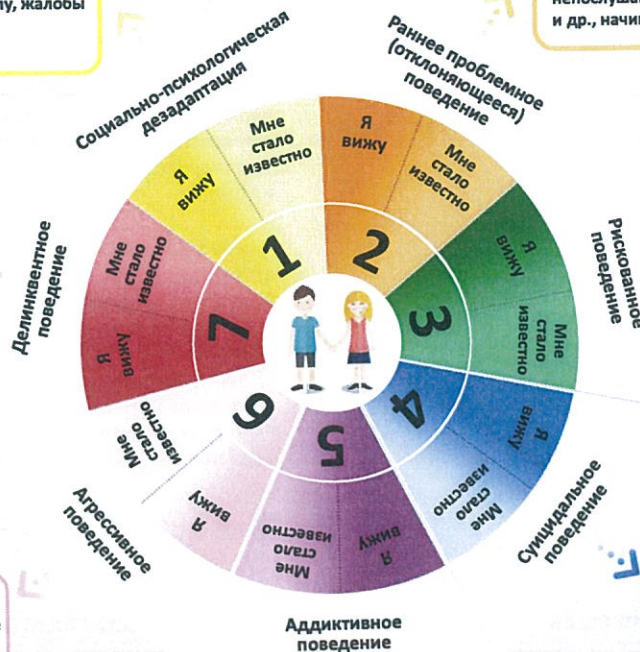 лу, жалобы
непослушан
и др., начи
Социально-психологическая
дезадаптация
Раннее проблемное
(отклоняющееся)
поведение
Рискованное
поведение
Суицидальное
поведение
Аддиктивное
поведение
Агрессивное
поведение
Делинквентное
поведение
1
Я
вижу
Мне
стало
известно
2
Я
вижу
Мне
стало
известно
3
Я
вижу
Мне
стало
известно
4
Я
вижу
Мне
стало
известно
5
Я
вижу
Мне
стало
известно
6
Я
вижу
Мне
стало
известно
7
Я
вижу
Мне
стало
известно